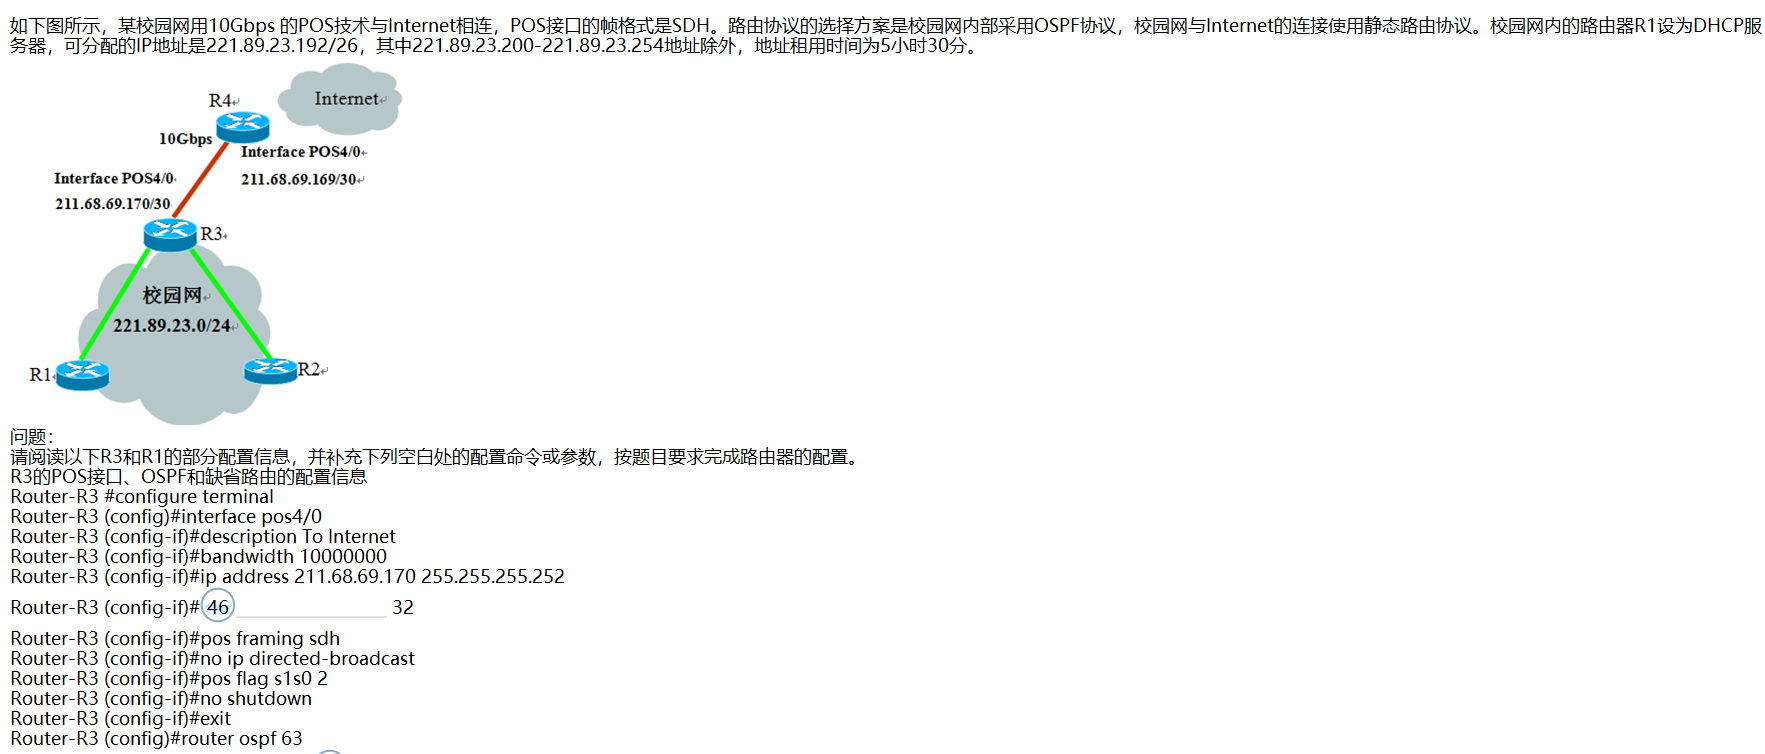 如下图所示，某校园网用10Gbps 的POS技术与Internet相连，POS接口的帧格式是SDH。路由协议的选择方案是校园网内部采用OSPF协议，校园网与Internet的连接使用静态路由协议。校园网内的路由器R1设为DHCP服
务器，可分配的IP地址是221.89.23.192/26，其中221.89.23.200-221.89.23.254地址除外，地址租用时间为5小时30分。
R4
Internet
10Gbps
Interface POS4/0
211.68.69.169/30
Interface POS4/0
211.68.69.170/30
R3
校园网
221.89.23.0/24
R1
R2
问题：
请阅读以下R3和R1的部分配置信息，并补充下列空白处的配置命令或参数，按题目要求完成路由器的配置。
R3的POS接口、OSPF和缺省路由的配置信息
Router-R3 #configure terminal
Router-R3 (config)#interface pos4/0
Router-R3 (config-if)#description To Internet
Router-R3 (config-if)#bandwidth 10000000
Router-R3 (config-if)#ip address 211.68.69.170 255.255.255.252
Router-R3 (config-if)# 46 ______ 32
Router-R3 (config-if)#pos framing sdh
Router-R3 (config-if)#no ip directed-broadcast
Router-R3 (config-if)#pos flag s1s0 2
Router-R3 (config-if)#no shutdown
Router-R3 (config-if)#exit
Router-R3 (config)#router ospf 63